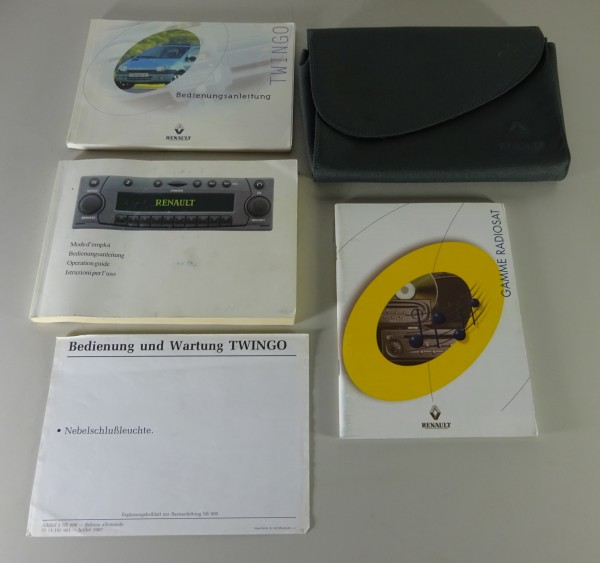 TWINGO
Bedienungsanleitung
RENAULT
RENAULT
RENAULT
Mode d'emploi
Bedienungsanleitung
Operation guide
Istruzioni per l'uso
GAMME RADIOSAT
RENAULT
Bedienung und Wartung TWINGO
• Nebelschlußleuchte.